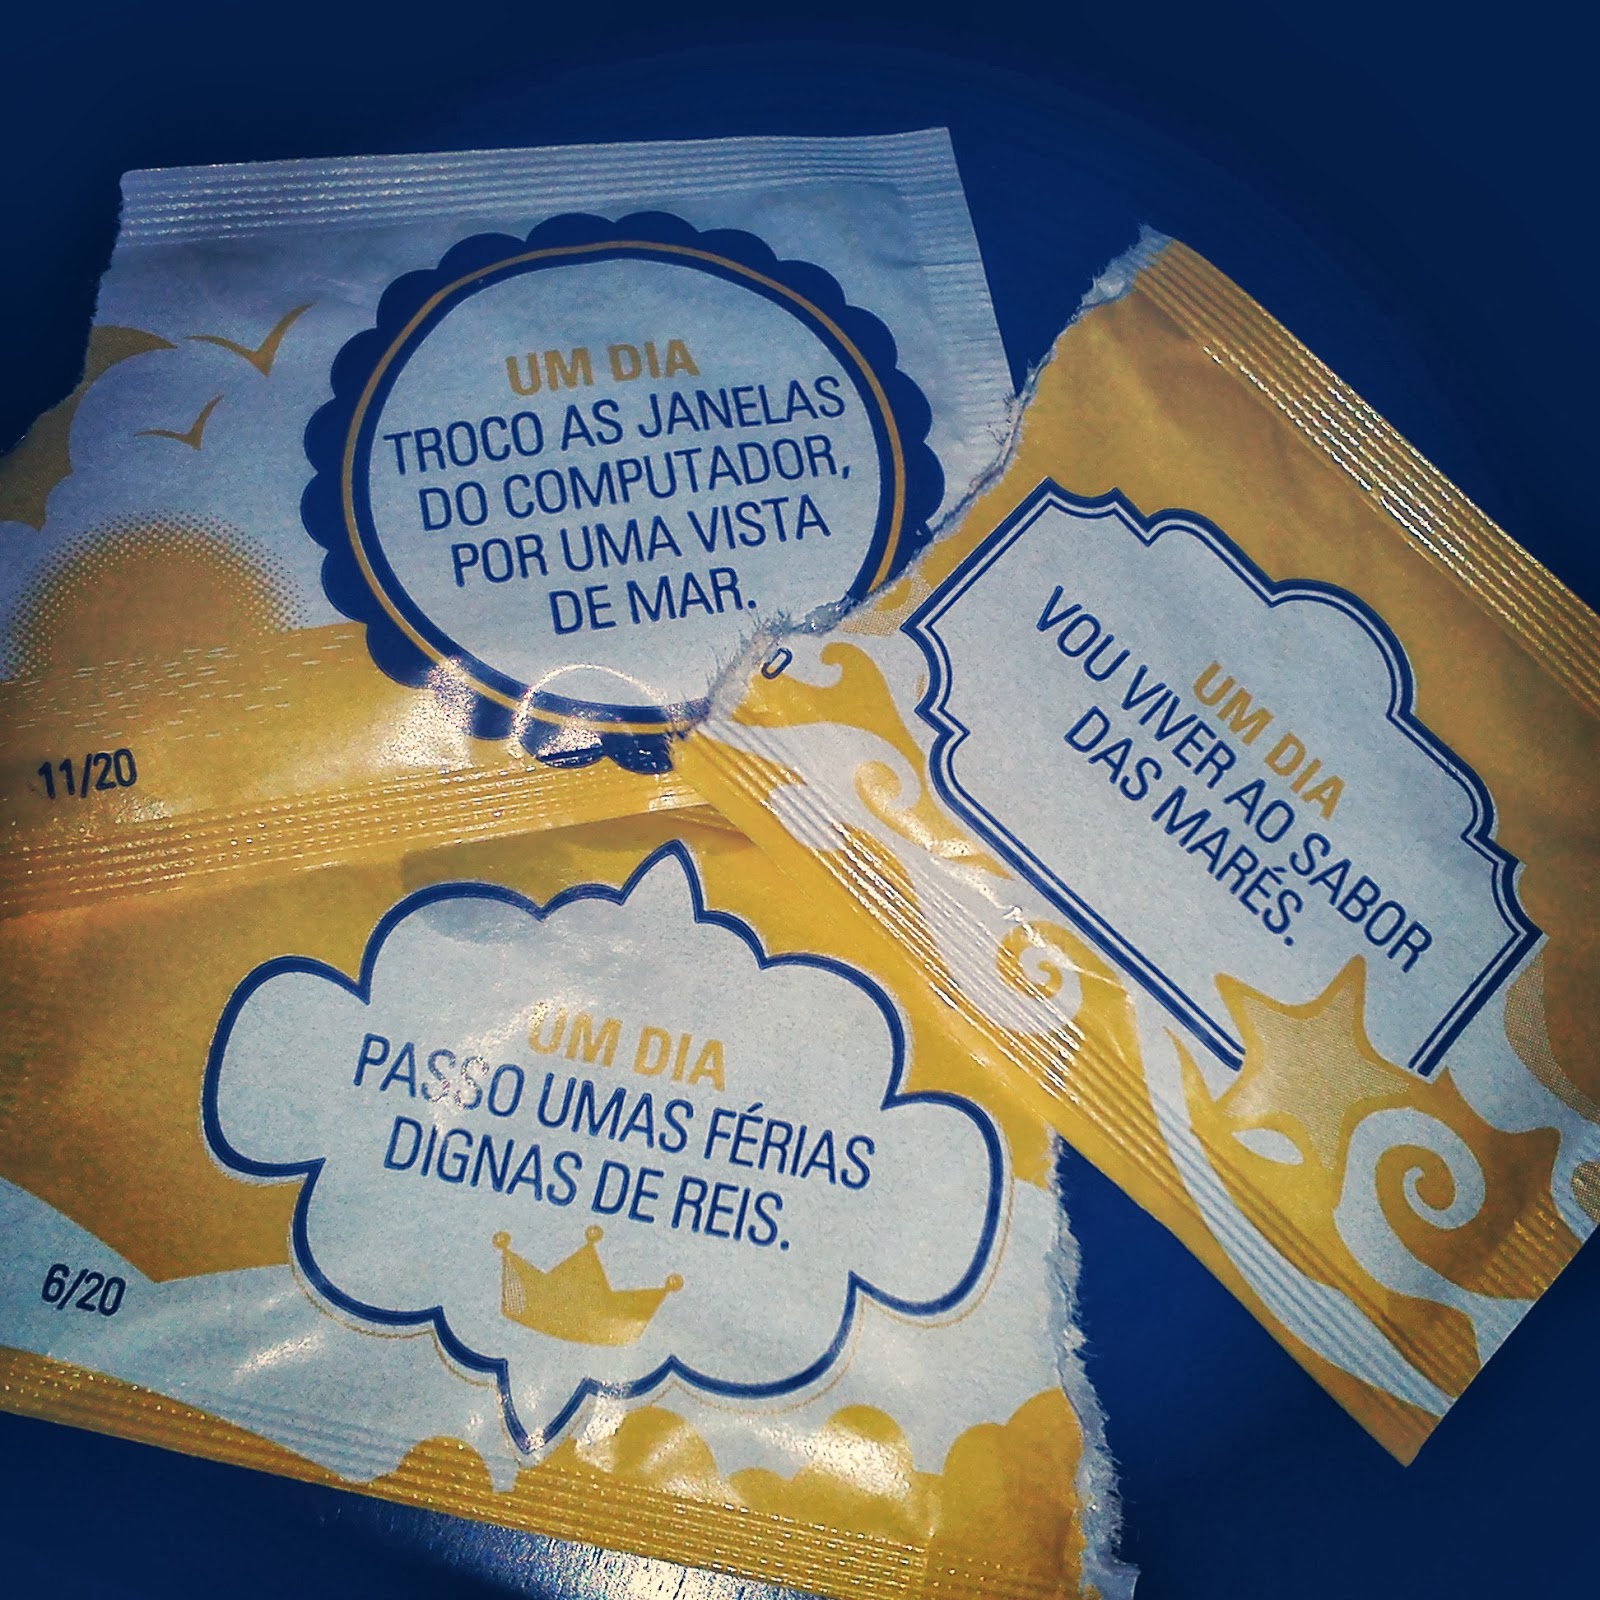 UM DIA
TROCO AS JANELAS
DO COMPUTADOR,
POR UMA VISTA
DE MAR.
11/20
UM DIA
VOU VIVER AO SABOR
DAS MARÉS.
0
UM DIA
PASSO UMAS FÉRIAS
DIGNAS DE REIS.
6/20